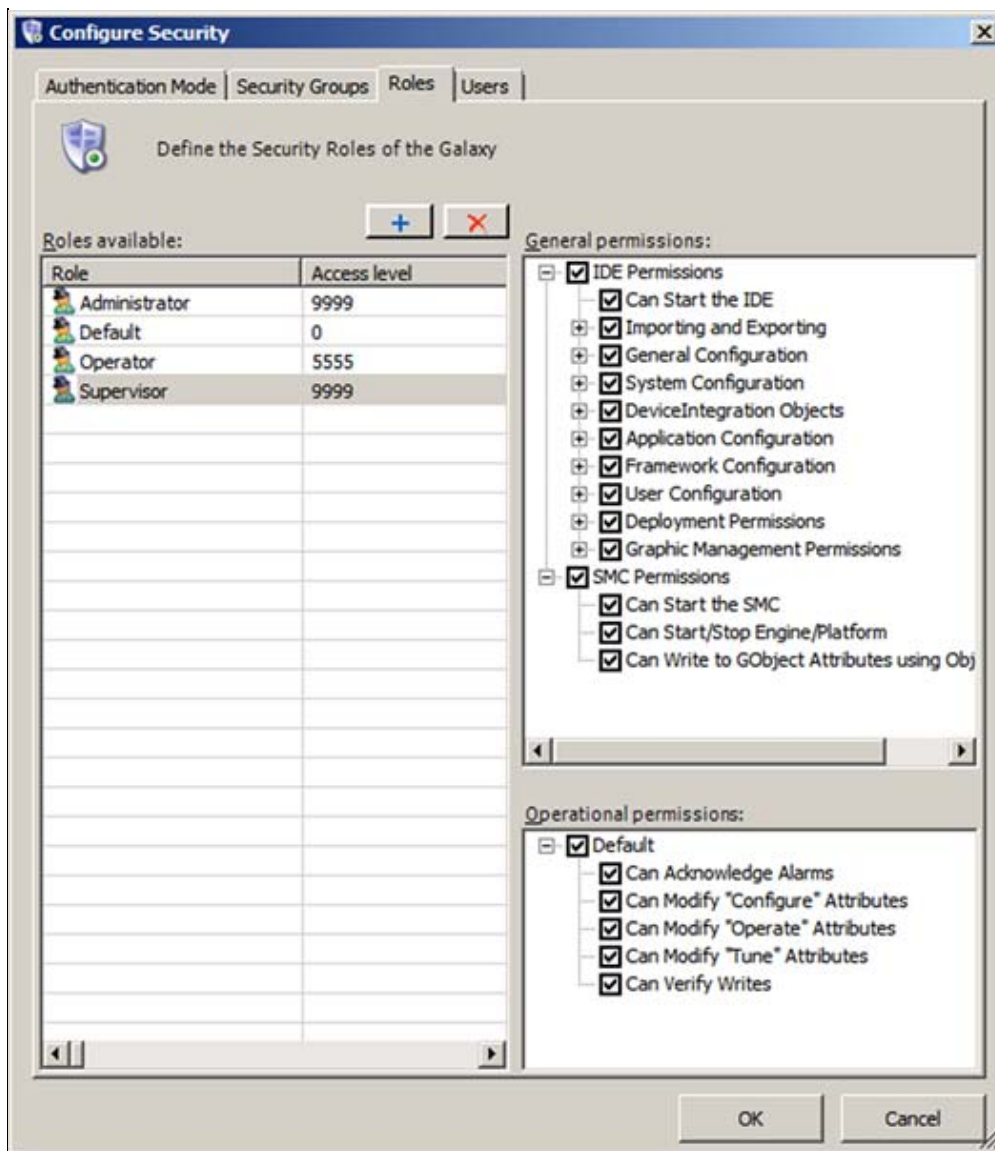 Configure Security
Authentication Mode Security Groups Roles Users
Define the Security Roles of the Galaxy
Roles available:
Role Access level
Administrator 9999
Default 0
Operator 5555
Supervisor 9999
General permissions:
IDE Permissions
Can Start the IDE
Importing and Exporting
General Configuration
System Configuration
DeviceIntegration Objects
Application Configuration
Framework Configuration
User Configuration
Deployment Permissions
Graphic Management Permissions
SMC Permissions
Can Start the SMC
Can Start/Stop Engine/Platform
Can Write to GObject Attributes using Obj
Operational permissions:
Default
Can Acknowledge Alarms
Can Modify "Configure" Attributes
Can Modify "Operate" Attributes
Can Modify "Tune" Attributes
Can Verify Writes
OK Cancel